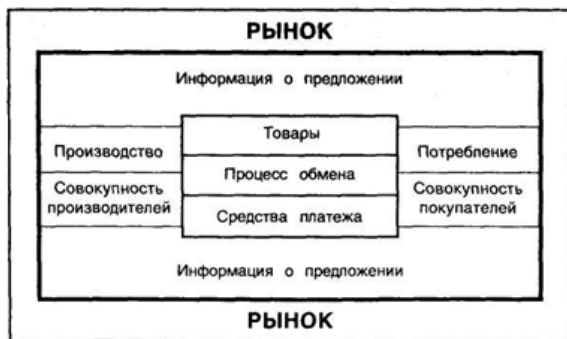 РЫНОК
Информация о предложении
Товары
Производство
Потребление
Процесс обмена
Совокупность
производителей
Совокупность
покупателей
Средства платежа
Информация о предложении
РЫНОК